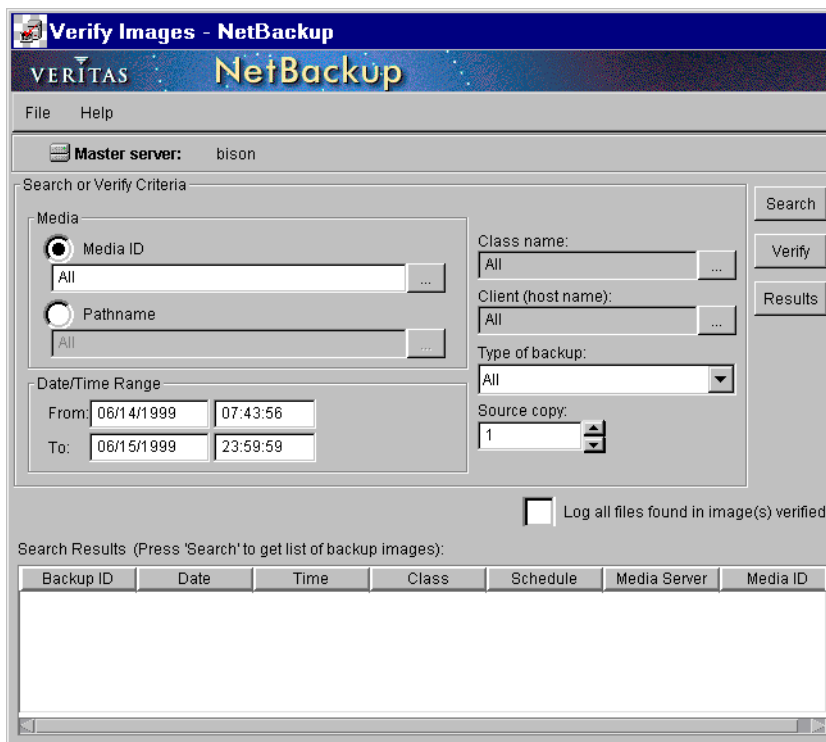 Verify Images - NetBackup
VERITAS NetBackup
File Help
Master server: bison
Search or Verify Criteria
Media
Media ID
All ...
Pathname
All ...
Date/Time Range
From: 06/14/1999 07:43:56
To: 06/15/1999 23:59:59
Class name:
All ...
Client (host name):
All ...
Type of backup:
All
Source copy:
1
Search
Verify
Results
Log all files found in image(s) verified
Search Results (Press 'Search' to get list of backup images):
Backup ID Date Time Class Schedule Media Server Media ID